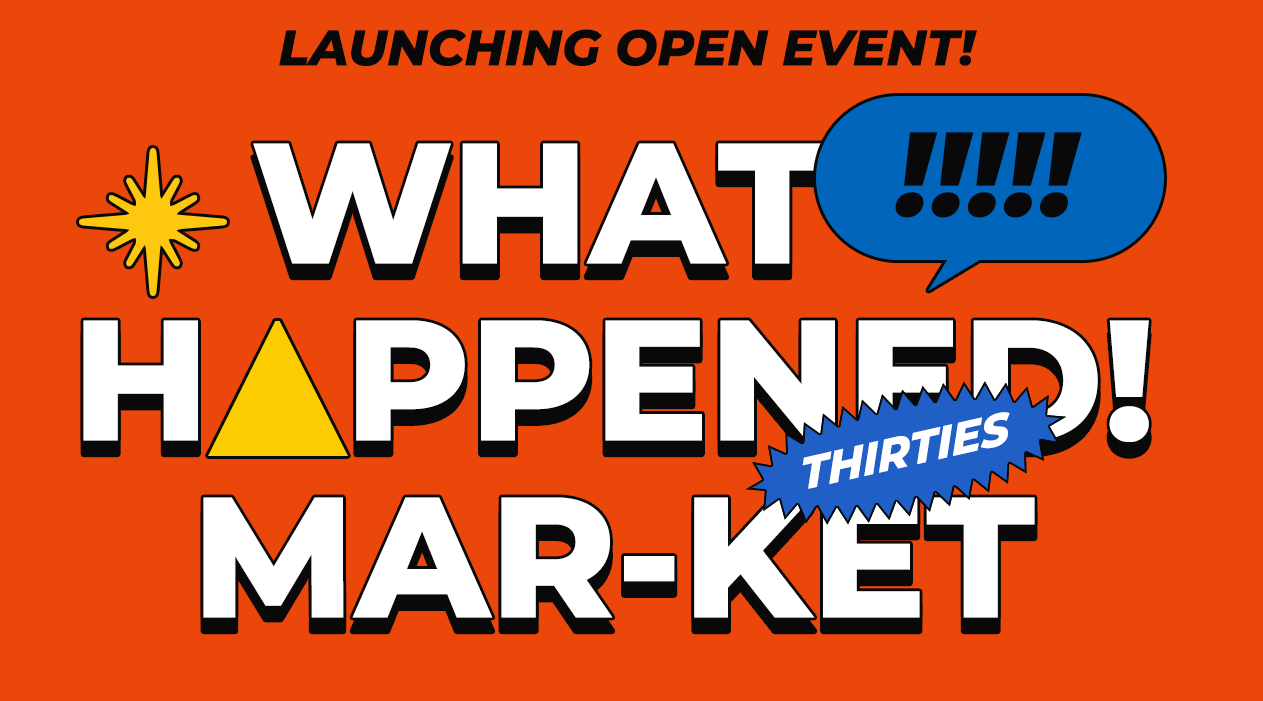 LAUNCHING OPEN EVENT!
WHAT
!!!!!
HAPPENED!
THIRTIES
MAR-KET